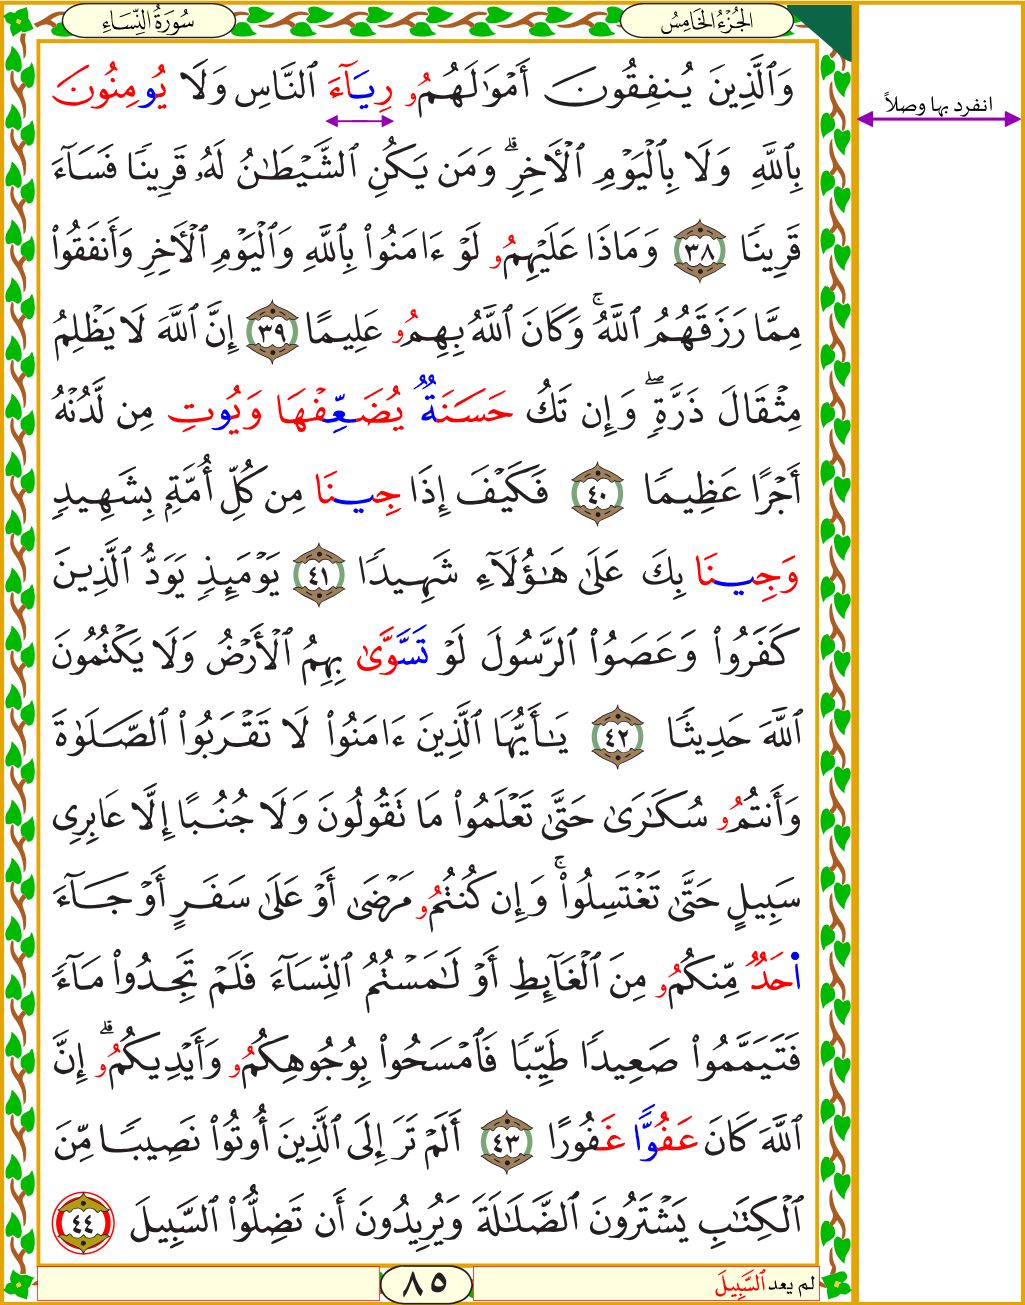 سُورَةُ النِّسَاءِ
الجُزْءُ الخَامِسُ
وَٱلَّذِينَ يُنفِقُونَ أَمْوَٰلَهُمُۥ رِيَآءَ ٱلنَّاسِ وَلَا يُومِنُونَ
انفرد بها وصلاً
بِٱللَّهِ وَلَا بِٱلْيَوْمِ ٱلْأَخِرِۗ وَمَن يَكُنِ ٱلشَّيْطَٰنُ لَهُۥ قَرِينٗا فَسَآءَ
قَرِينٗا ٣٨ وَمَاذَا عَلَيْهِمُۥ لَوْ ءَامَنُواْ بِٱللَّهِ وَٱلْيَوْمِ ٱلْأَخِرِ وَأَنفَقُواْ
مِمَّا رَزَقَهُمُ ٱللَّهُۚ وَكَانَ ٱللَّهُ بِهِمُۥ عَلِيمًا ٣٩ إِنَّ ٱللَّهَ لَا يَظْلِمُ
مِثْقَالَ ذَرَّةٖۖ وَإِن تَكُ حَسَنَةٞ يُضَعِّفْهَا وَيُوتِ مِن لَّدُنْهُ
أَجْرًا عَظِيمٗا ٤٠ فَكَيْفَ إِذَا جِينَا مِن كُلِّ أُمَّةِۭ بِشَهِيدٖ
وَجِينَا بِكَ عَلَىٰ هَٰٓؤُلَآءِ شَهِيدٗا ٤١ يَوْمَئِذٖ يَوَدُّ ٱلَّذِينَ
كَفَرُواْ وَعَصَوُاْ ٱلرَّسُولَ لَوْ تَسَّوَّىٰ بِهِمُ ٱلْأَرْضُ وَلَا يَكْتُمُونَ
ٱللَّهَ حَدِيثٗا ٤٢ يَٰٓأَيُّهَا ٱلَّذِينَ ءَامَنُواْ لَا تَقْرَبُواْ ٱلصَّلَوٰةَ
وَأَنتُمُۥ سُكَٰرَىٰ حَتَّىٰ تَعْلَمُواْ مَا تَقُولُونَ وَلَا جُنُبًا إِلَّا عَابِرِى
سَبِيلٍ حَتَّىٰ تَغْتَسِلُواْۚ وَإِن كُنتُمُۥ مَرْضَىٰ أَوْ عَلَىٰ سَفَرٍ أَوْ جَآءَ
اَحَدٞ مِّنكُمُۥ مِنَ ٱلْغَآئِطِ أَوْ لَٰمَسْتُمُ ٱلنِّسَآءَ فَلَمْ تَجِدُواْ مَآءٗ
فَتَيَمَّمُواْ صَعِيدٗا طَيِّبٗا فَٱمْسَحُواْ بِوُجُوهِكُمُۥ وَأَيْدِيكُمُۥۗ إِنَّ
ٱللَّهَ كَانَ عَفُوًّا غَفُورًا ٤٣ أَلَمْ تَرَ إِلَى ٱلَّذِينَ أُوتُواْ نَصِيبٗا مِّنَ
ٱلْكِتَٰبِ يَشْتَرُونَ ٱلضَّلَٰلَةَ وَيُرِيدُونَ أَن تَضِلُّواْ ٱلسَّبِيلَ ٤٤
لم يعد ٱلسَّبِيلَ
٨٥